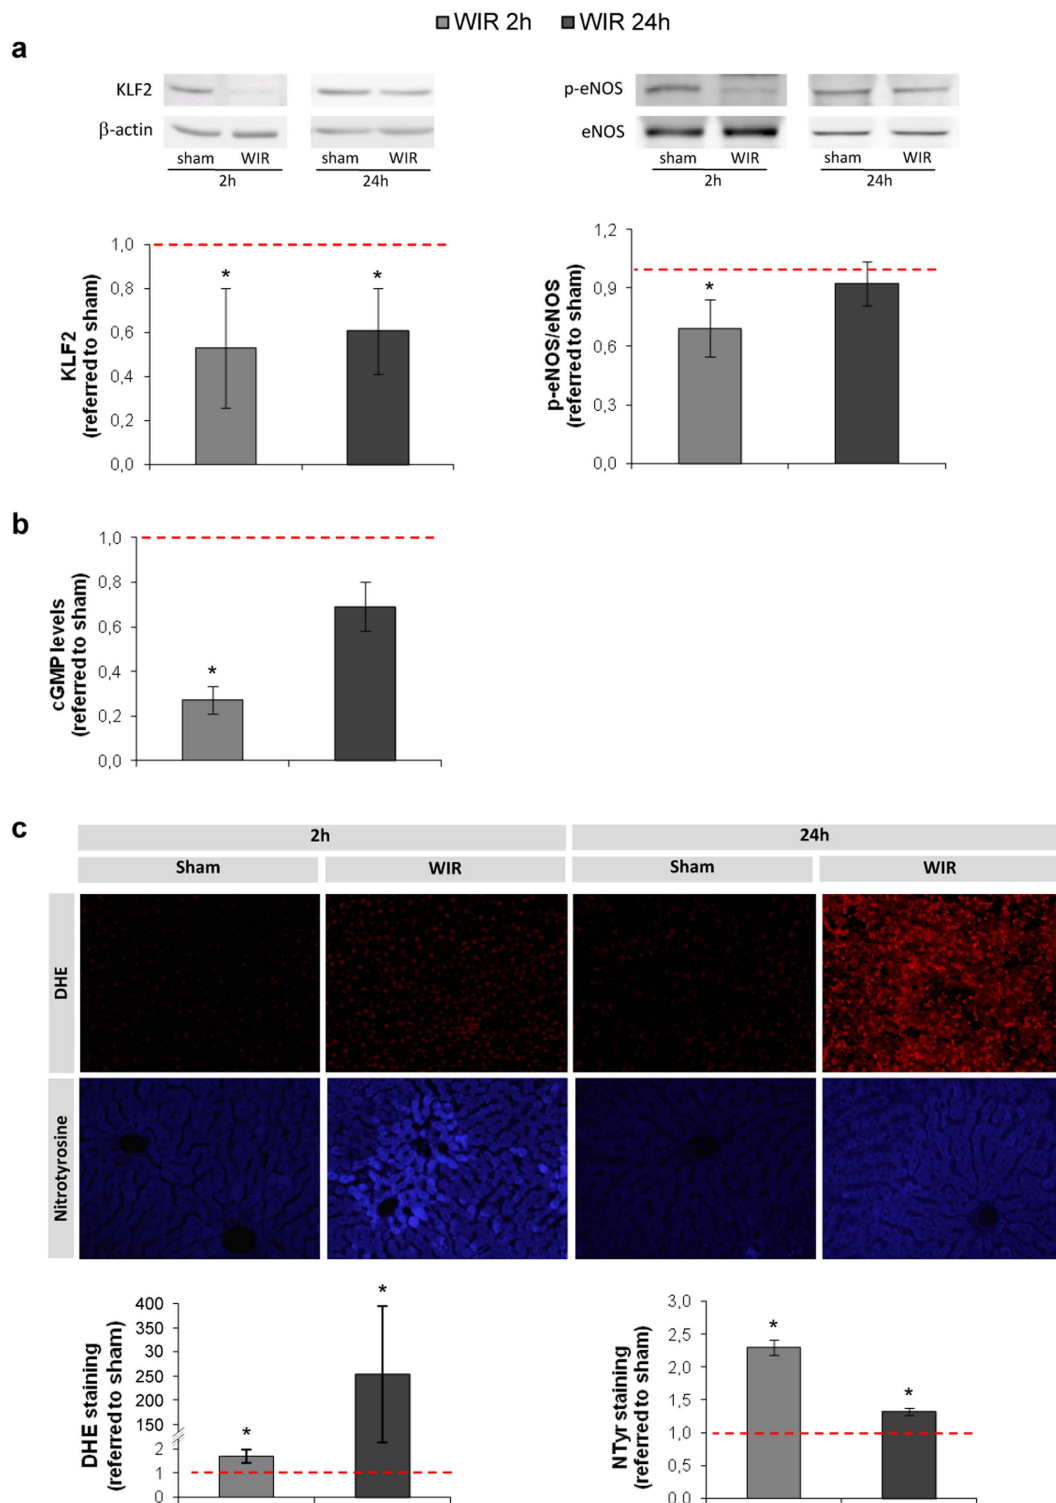 WIR 2h WIR 24h
a
KLF2
β-actin
sham WIR sham WIR
2h 24h
p-eNOS
eNOS
sham WIR sham WIR
2h 24h
KLF2
(referred to sham)
1,0
0,8
0,6
0,4
0,2
0,0
* *
p-eNOS/eNOS
(referred to sham)
1,2
0,9
0,6
0,3
0,0
*
b
cGMP levels
(referred to sham)
1,0
0,8
0,6
0,4
0,2
0,0
*
c
2h 24h
Sham WIR Sham WIR
DHE
Nitrotyrosine
DHE staining
(referred to sham)
400
350
300
250
200
150
2
1
0
* *
NTyr staining
(referred to sham)
3,0
2,5
2,0
1,5
1,0
0,5
0,0
* *